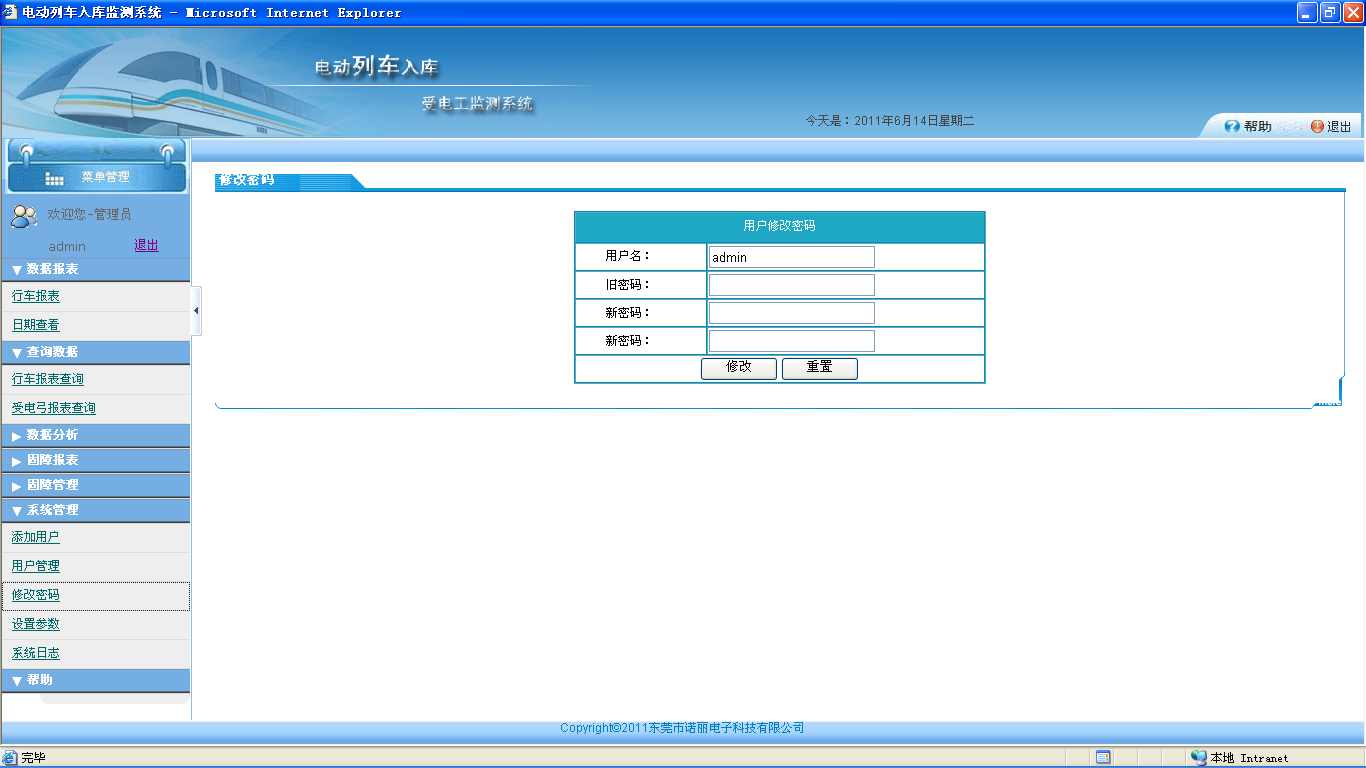 电动列车入库监测系统 - Microsoft Internet Explorer
电动列车入库
受电工监测系统
今天是：2011年6月14日星期二
帮助
退出
菜单管理
欢迎您-管理员
admin 退出
数据报表
行车报表
日期查看
查询数据
行车报表查询
受电弓报表查询
数据分析
固障报表
固障管理
系统管理
添加用户
用户管理
修改密码
设置参数
系统日志
帮助
修改密码
用户修改密码
用户名： admin
旧密码：
新密码：
新密码：
修改 重置
Copyright©2011东莞市诺丽电子科技有限公司
完毕
本地 Intranet